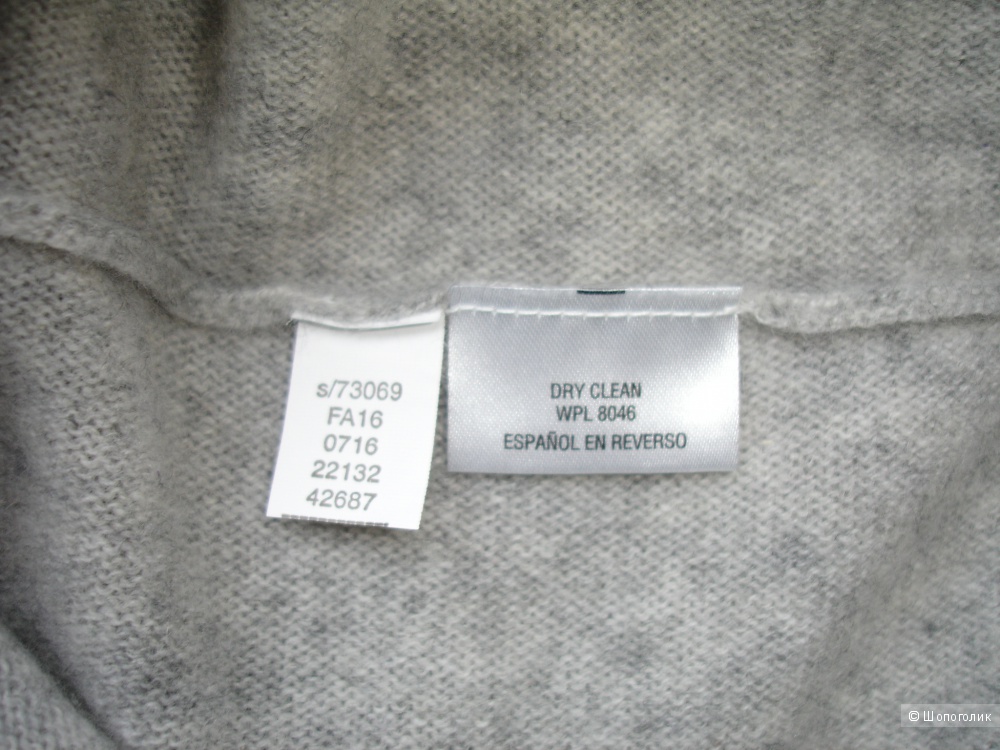 s/73069
FA16
0716
22132
42687
DRY CLEAN
WPL 8046
ESPAÑOL EN REVERSO
© Шопоголик